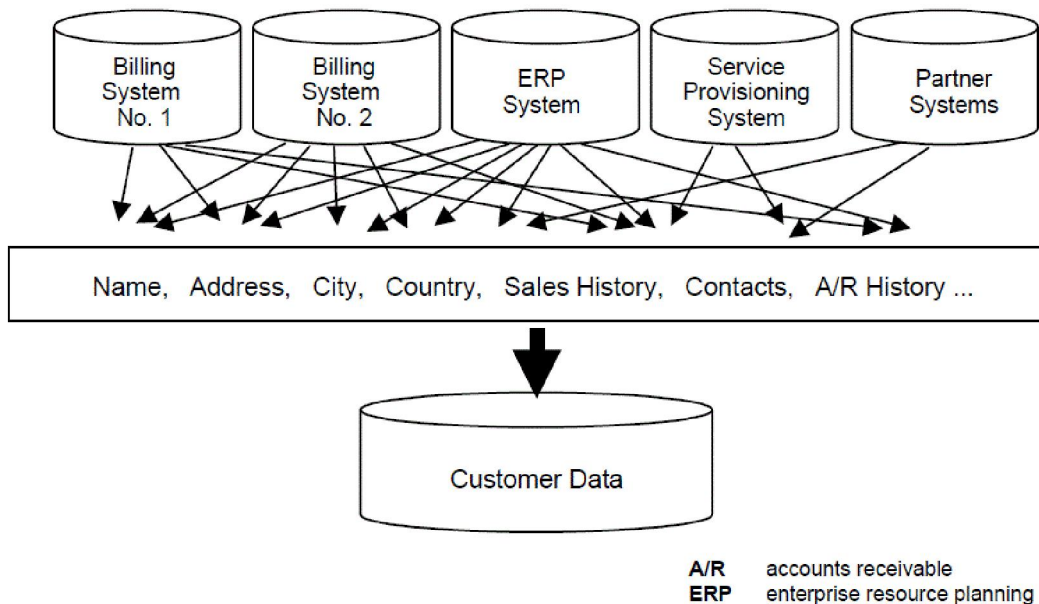 Billing
System
No. 1
Billing
System
No. 2
ERP
System
Service
Provisioning
System
Partner
Systems
Name, Address, City, Country, Sales History, Contacts, A/R History ...
Customer Data
A/R accounts receivable
ERP enterprise resource planning